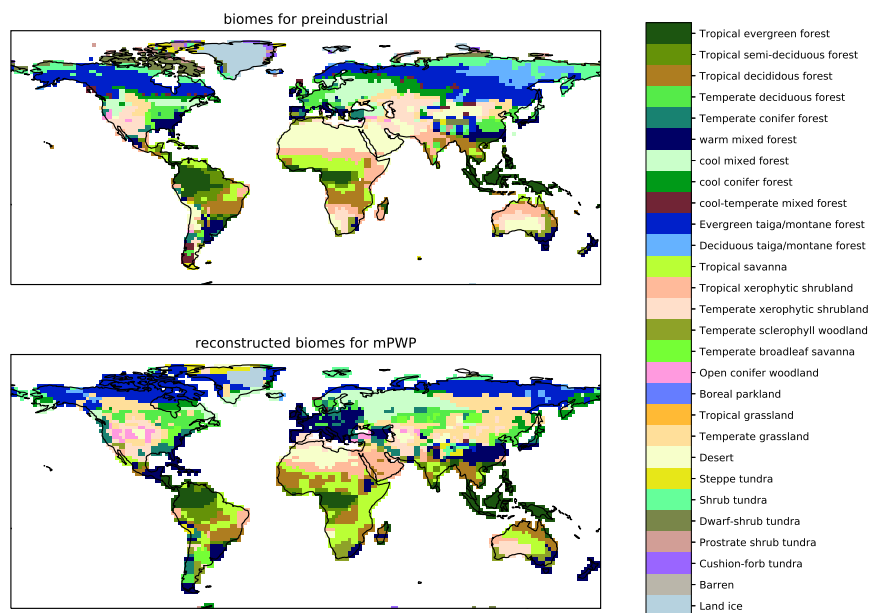 biomes for preindustrial
reconstructed biomes for mPWP
Tropical evergreen forest
Tropical semi-deciduous forest
Tropical decididous forest
Temperate deciduous forest
Temperate conifer forest
warm mixed forest
cool mixed forest
cool conifer forest
cool-temperate mixed forest
Evergreen taiga/montane forest
Deciduous taiga/montane forest
Tropical savanna
Tropical xerophytic shrubland
Temperate xerophytic shrubland
Temperate sclerophyll woodland
Temperate broadleaf savanna
Open conifer woodland
Boreal parkland
Tropical grassland
Temperate grassland
Desert
Steppe tundra
Shrub tundra
Dwarf-shrub tundra
Prostrate shrub tundra
Cushion-forb tundra
Barren
Land ice